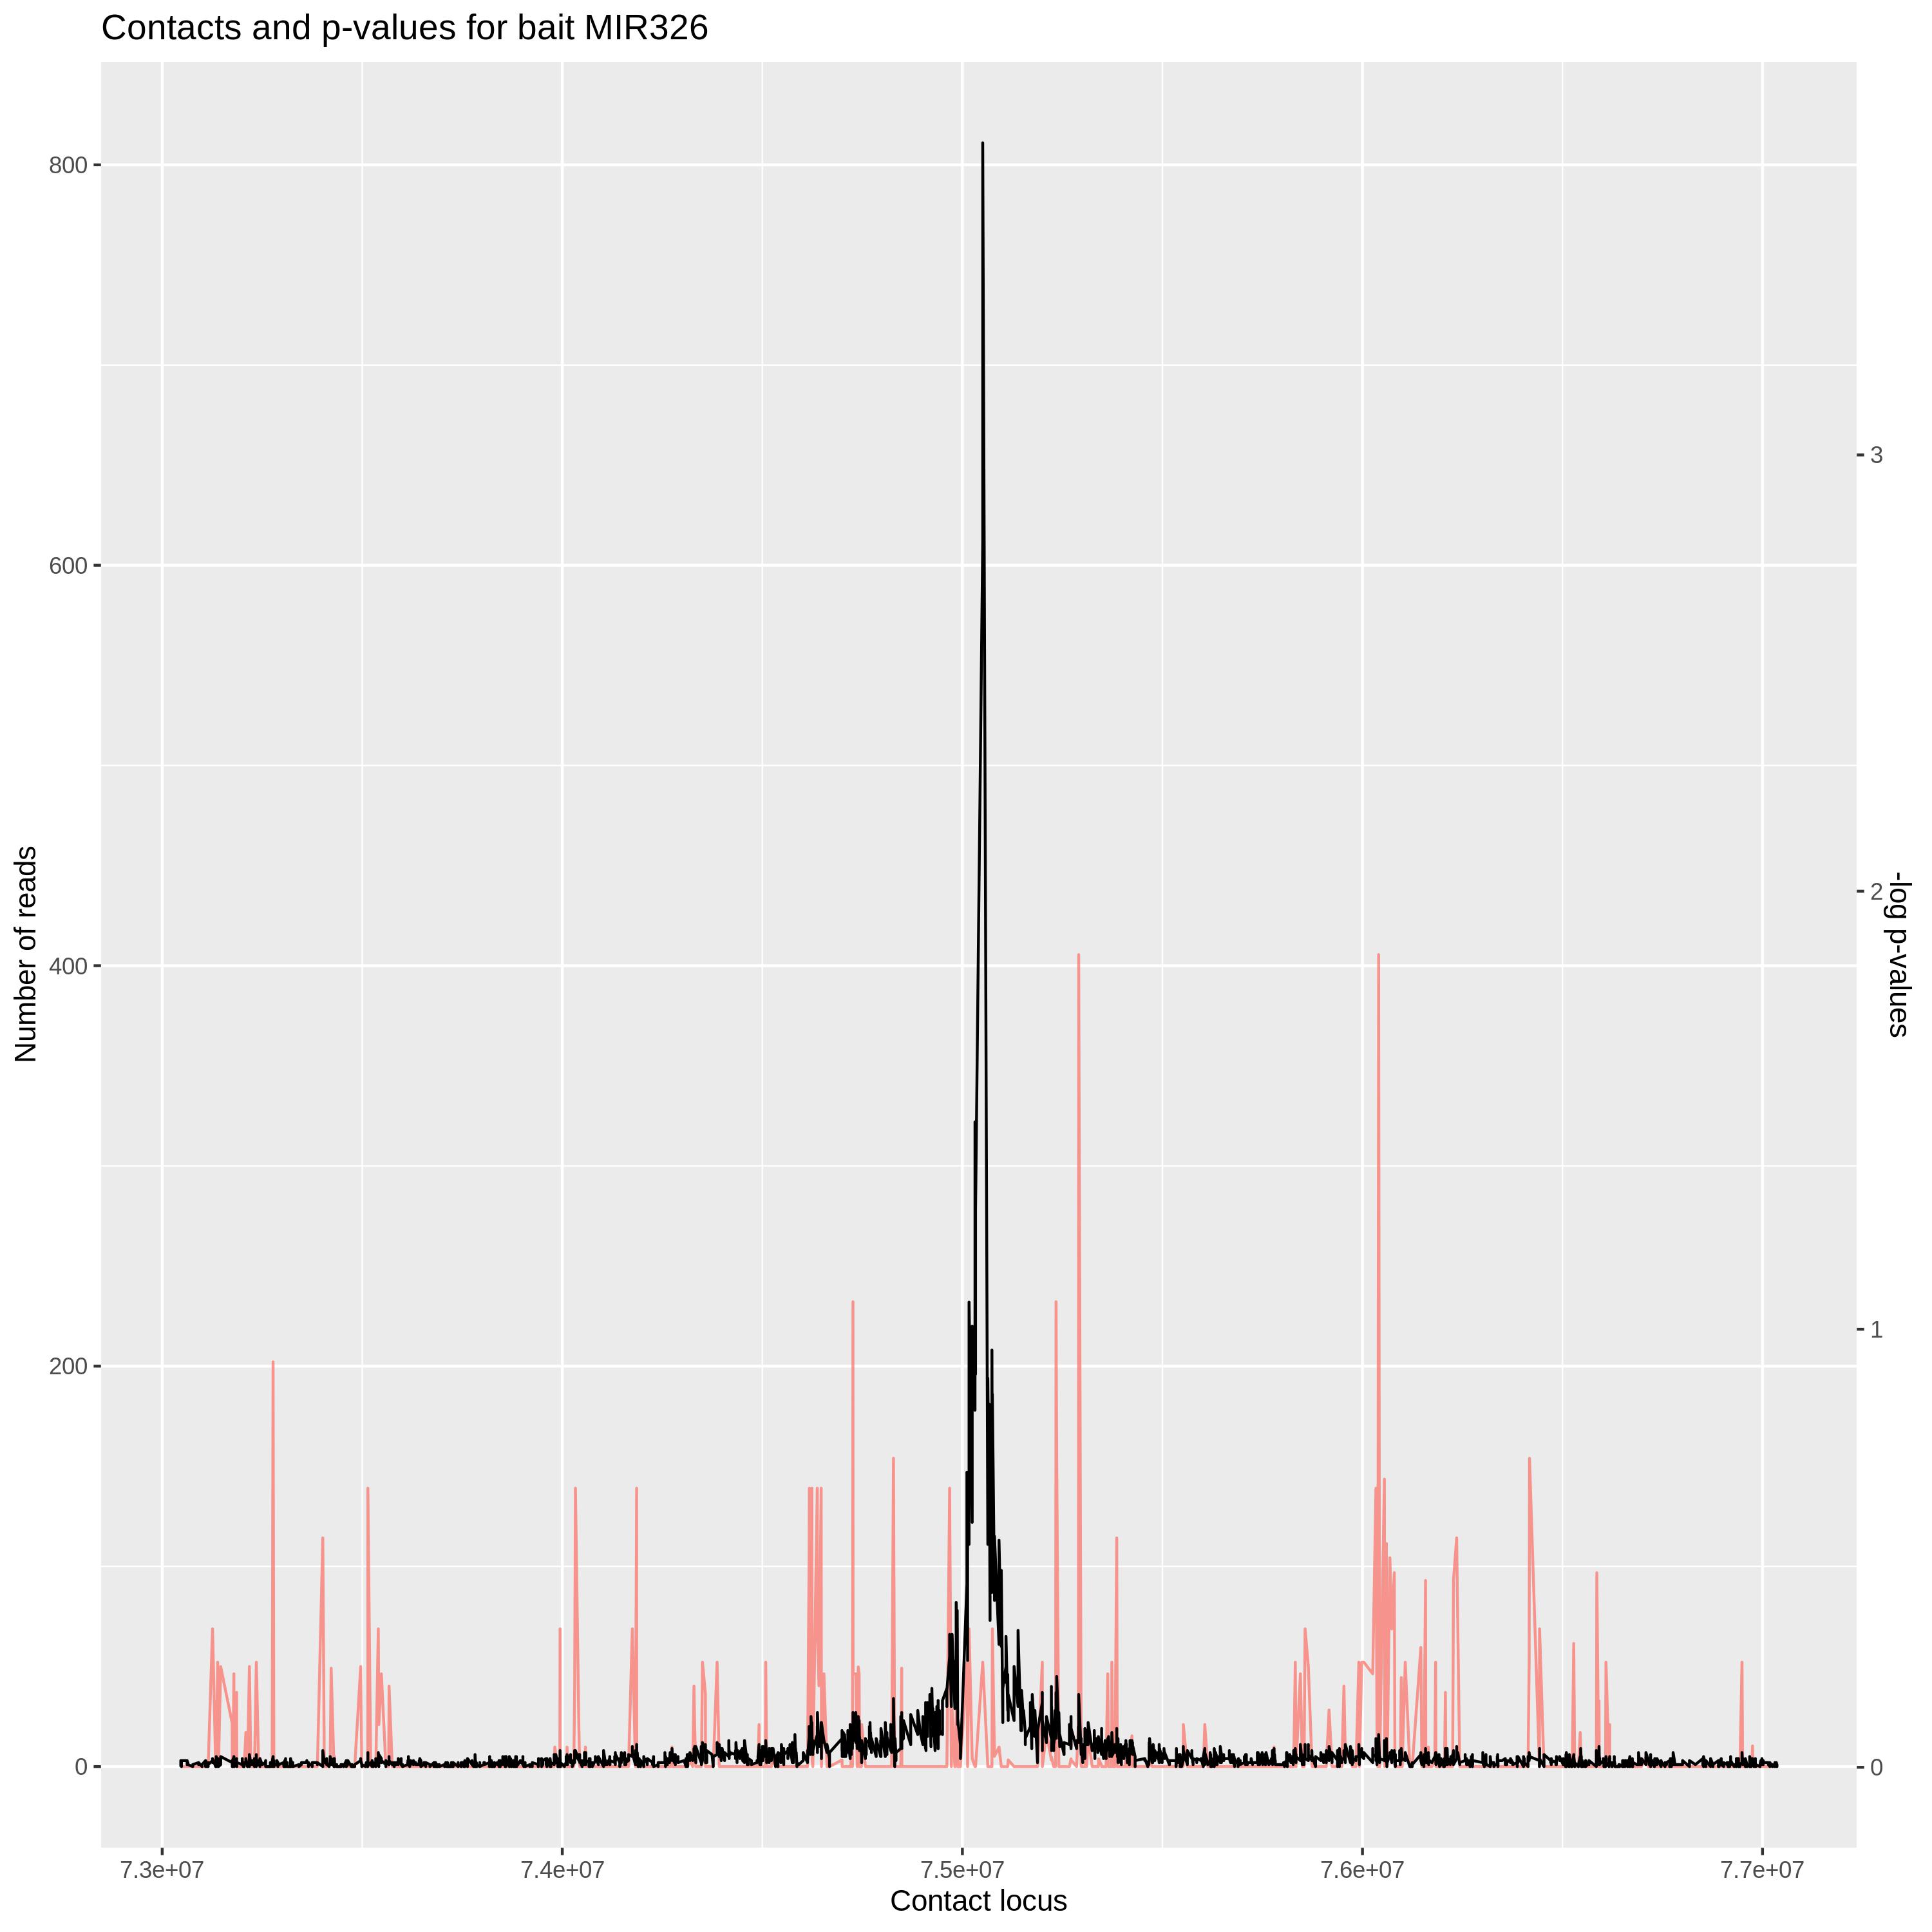 Contacts and p-values for bait MIR326
800
600
400
200
0
Number of reads
3
2
1
0
-log p-values
7.3e+07
7.4e+07
7.5e+07
7.6e+07
7.7e+07
Contact locus